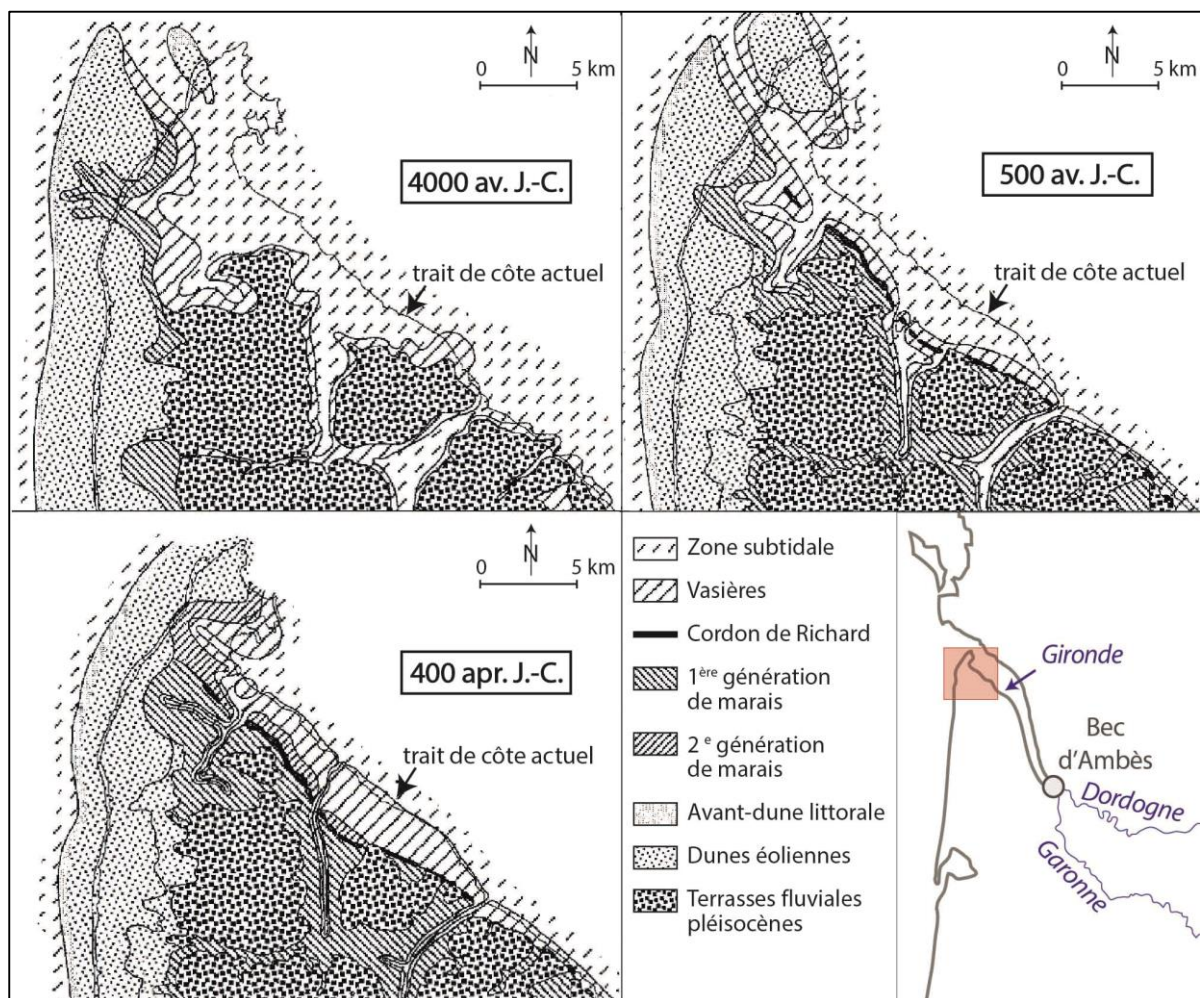 N
0 5 km
4000 av. J.-C.
trait de côte actuel
N
0 5 km
500 av. J.-C.
trait de côte actuel
N
0 5 km
400 apr. J.-C.
trait de côte actuel
Zone subtidale
Vasières
Cordon de Richard
1ère génération
de marais
2e génération
de marais
Avant-dune littorale
Dunes éoliennes
Terrasses fluviales
pléisocènes
Gironde
Bec
d'Ambès
Dordogne
Garonne